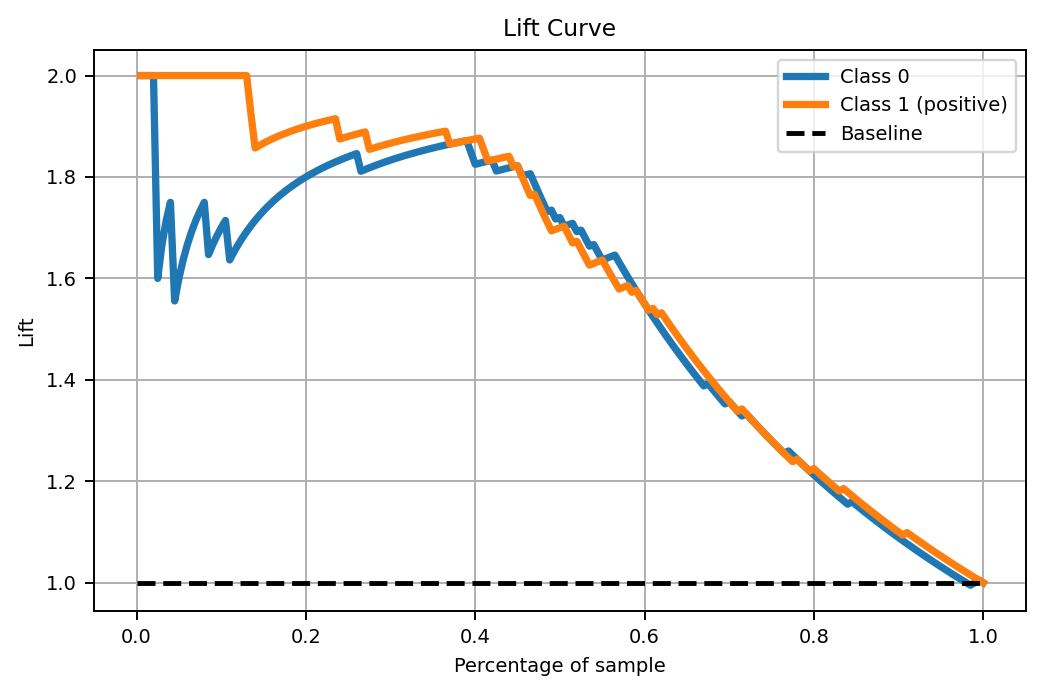 Lift Curve
Lift
2.0
1.8
1.6
1.4
1.2
1.0
Class 0
Class 1 (positive)
Baseline
0.0 0.2 0.4 0.6 0.8 1.0
Percentage of sample